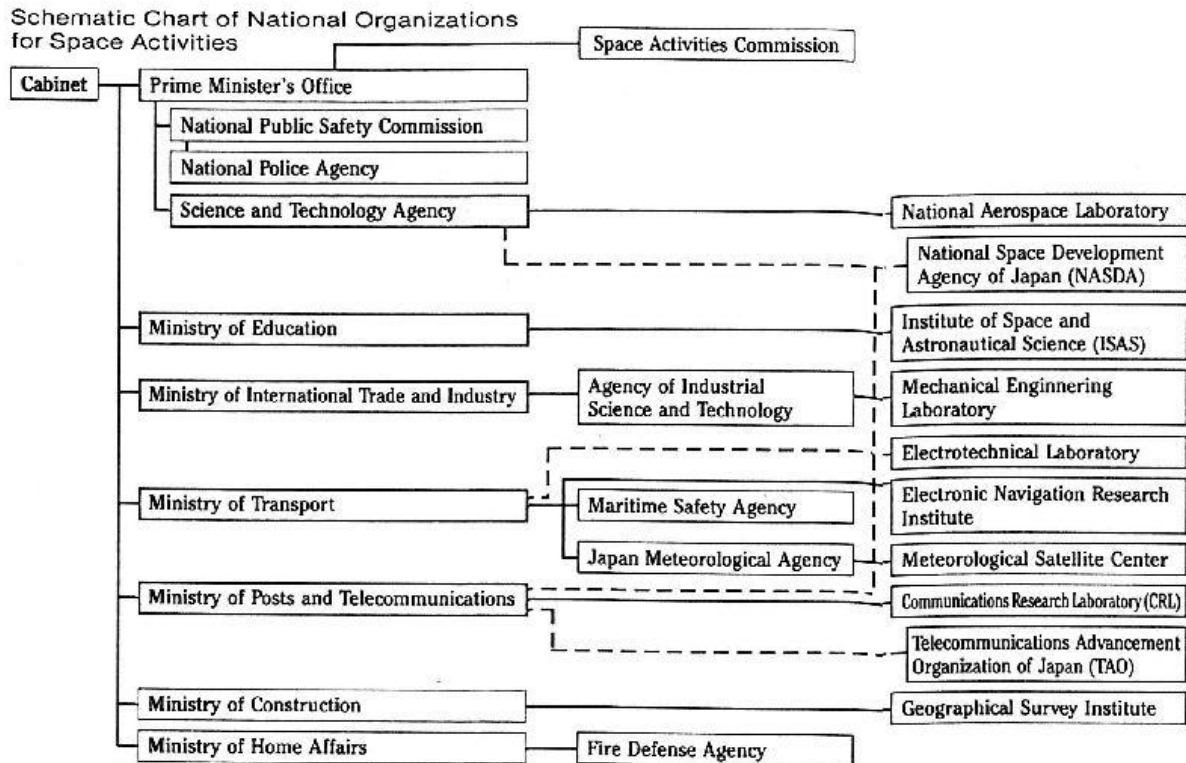 Schematic Chart of National Organizations
for Space Activities
Space Activities Commission
Cabinet
Prime Minister's Office
National Public Safety Commission
National Police Agency
Science and Technology Agency
National Aerospace Laboratory
National Space Development
Agency of Japan (NASDA)
Ministry of Education
Institute of Space and
Astronautical Science (ISAS)
Ministry of International Trade and Industry
Agency of Industrial
Science and Technology
Mechanical Enginnering
Laboratory
Electrotechnical Laboratory
Ministry of Transport
Maritime Safety Agency
Electronic Navigation Research
Institute
Japan Meteorological Agency
Meteorological Satellite Center
Ministry of Posts and Telecommunications
Communications Research Laboratory (CRL)
Telecommunications Advancement
Organization of Japan (TAO)
Ministry of Construction
Geographical Survey Institute
Ministry of Home Affairs
Fire Defense Agency